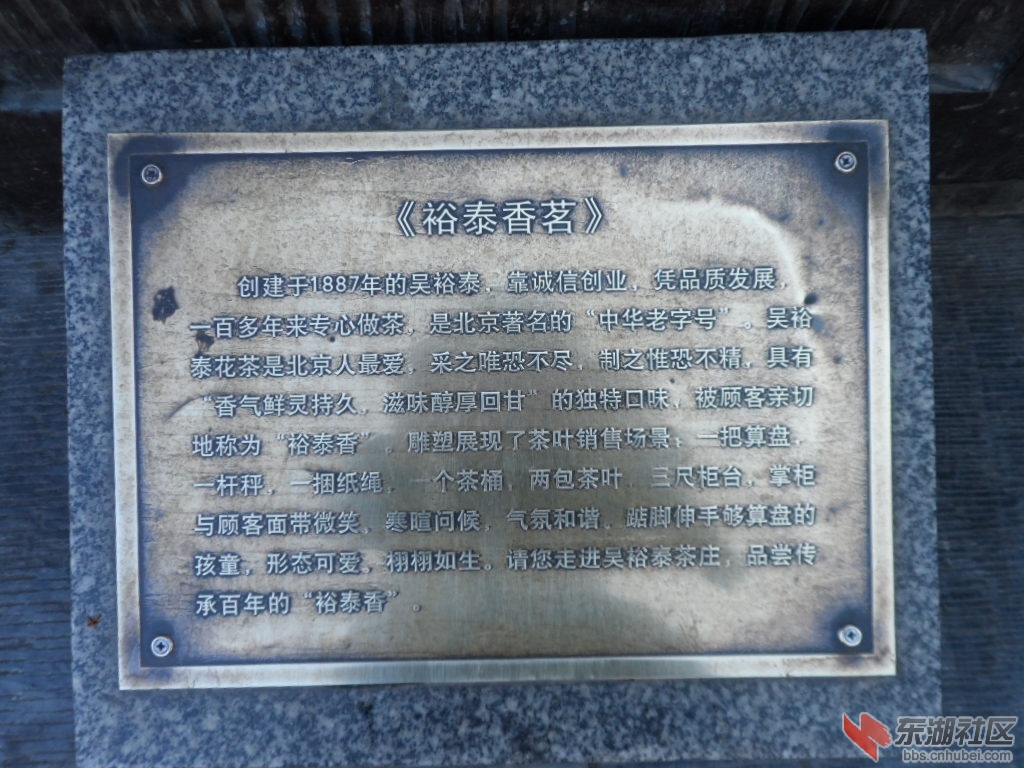 《裕泰香茗》
创建于1887年的吴裕泰，靠诚信创业，凭品质发展，
一百多年来专心做茶，是北京著名的“中华老字号”。吴裕
泰花茶是北京人最爱，采之唯恐不尽，制之惟恐不精，具有
“香气鲜灵持久，滋味醇厚回甘”的独特口味，被顾客亲切
地称为“裕泰香”。雕塑展现了茶叶销售场景：一把算盘，
一杆秤，一捆纸绳，一个茶桶，两包茶叶，三尺柜台，掌柜
与顾客面带微笑，寒暄问候，气氛和谐。踮脚伸手够算盘的
孩童，形态可爱，栩栩如生。请您走进吴裕泰茶庄，品尝传
承百年的“裕泰香”。
东湖社区
bbs.cnhubei.com